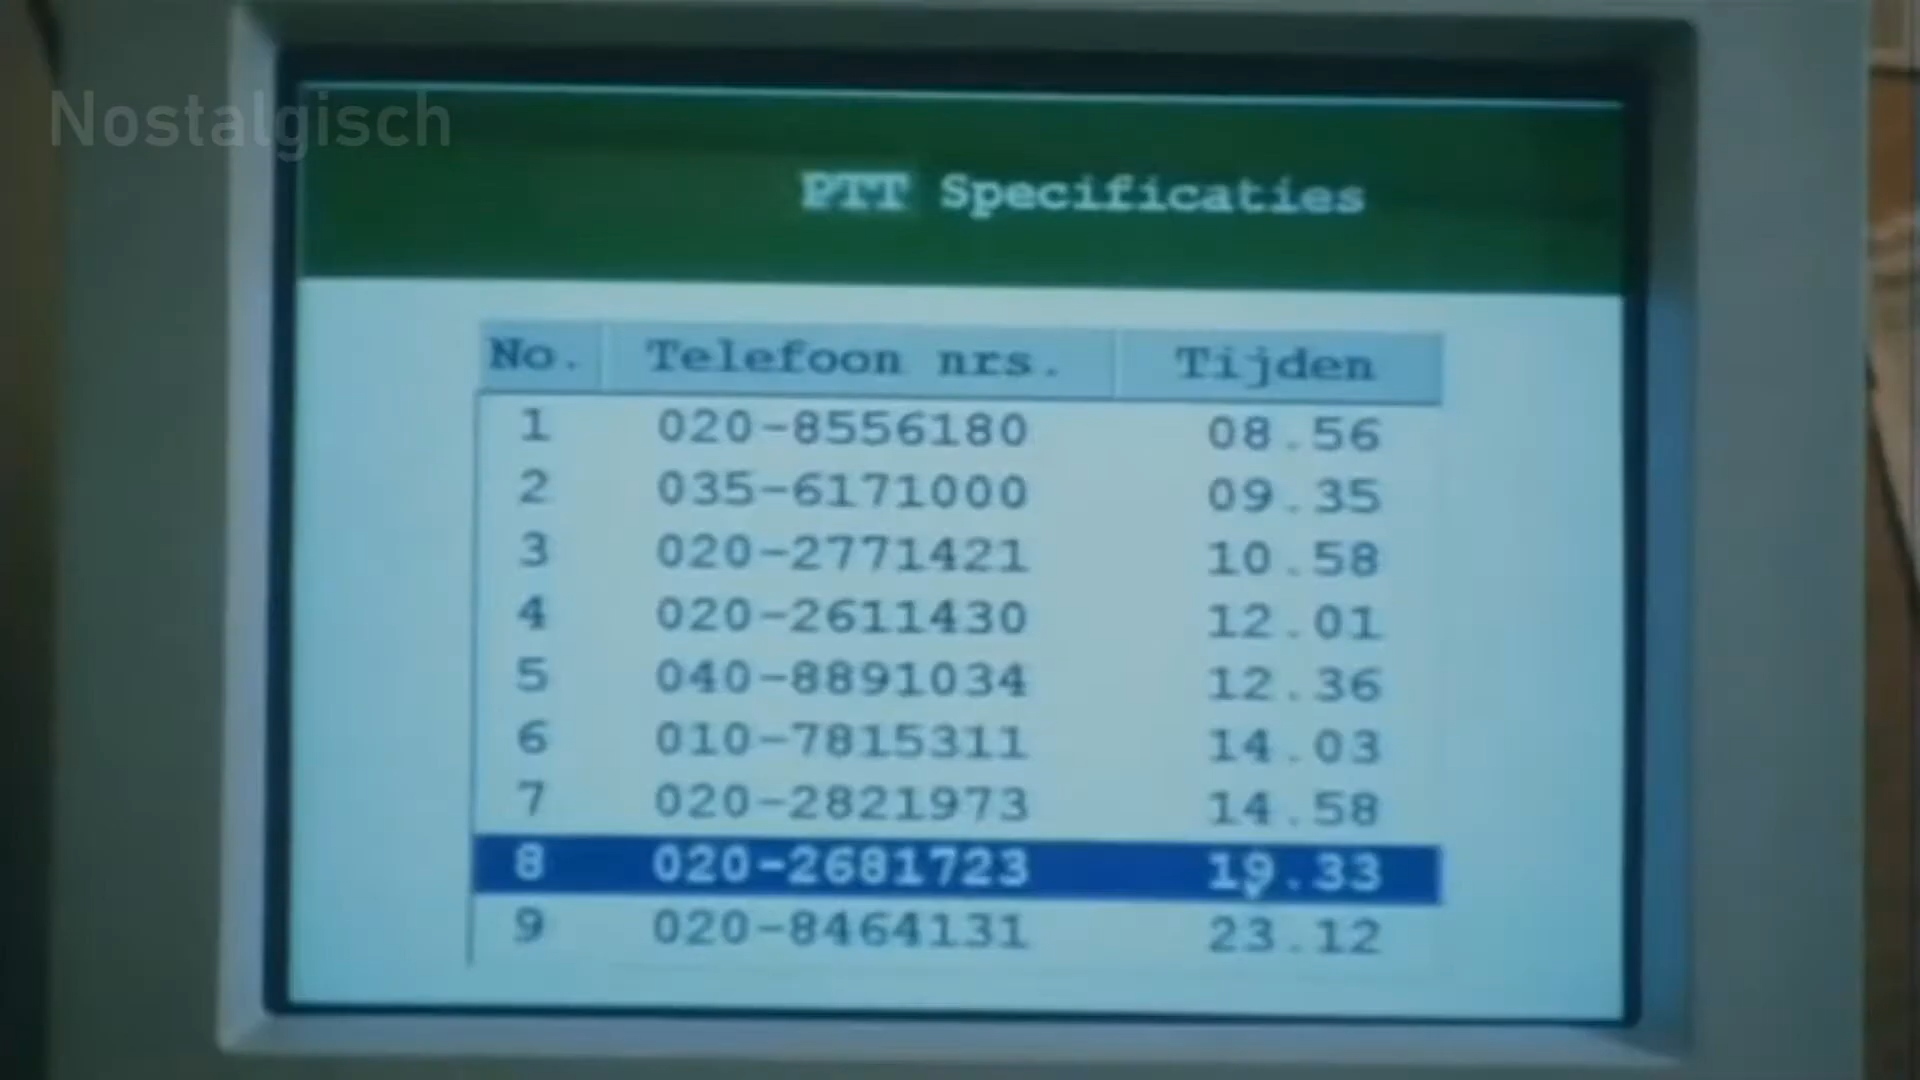 Nostalgisch
PTT Specificaties
No. Telefoon nrs. Tijden
1 020-8556180 08.56
2 035-6171000 09.35
3 020-2771421 10.58
4 020-2611430 12.01
5 040-8891034 12.36
6 010-7815311 14.03
7 020-2821973 14.58
8 020-2681723 19.33
9 020-8464131 23.12